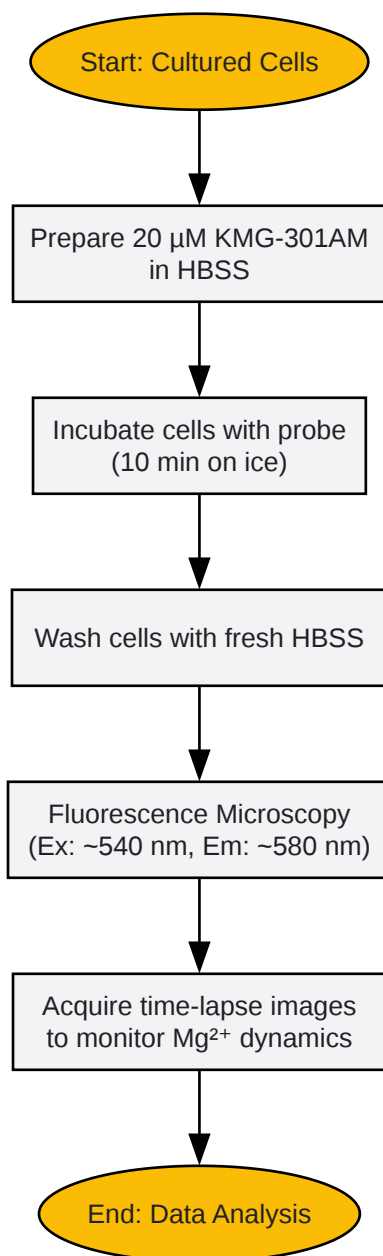 Start: Cultured Cells
Prepare 20 µM KMG-301AM
in HBSS
Incubate cells with probe
(10 min on ice)
Wash cells with fresh HBSS
Fluorescence Microscopy
(Ex: ~540 nm, Em: ~580 nm)
Acquire time-lapse images
to monitor Mg²⁺ dynamics
End: Data Analysis